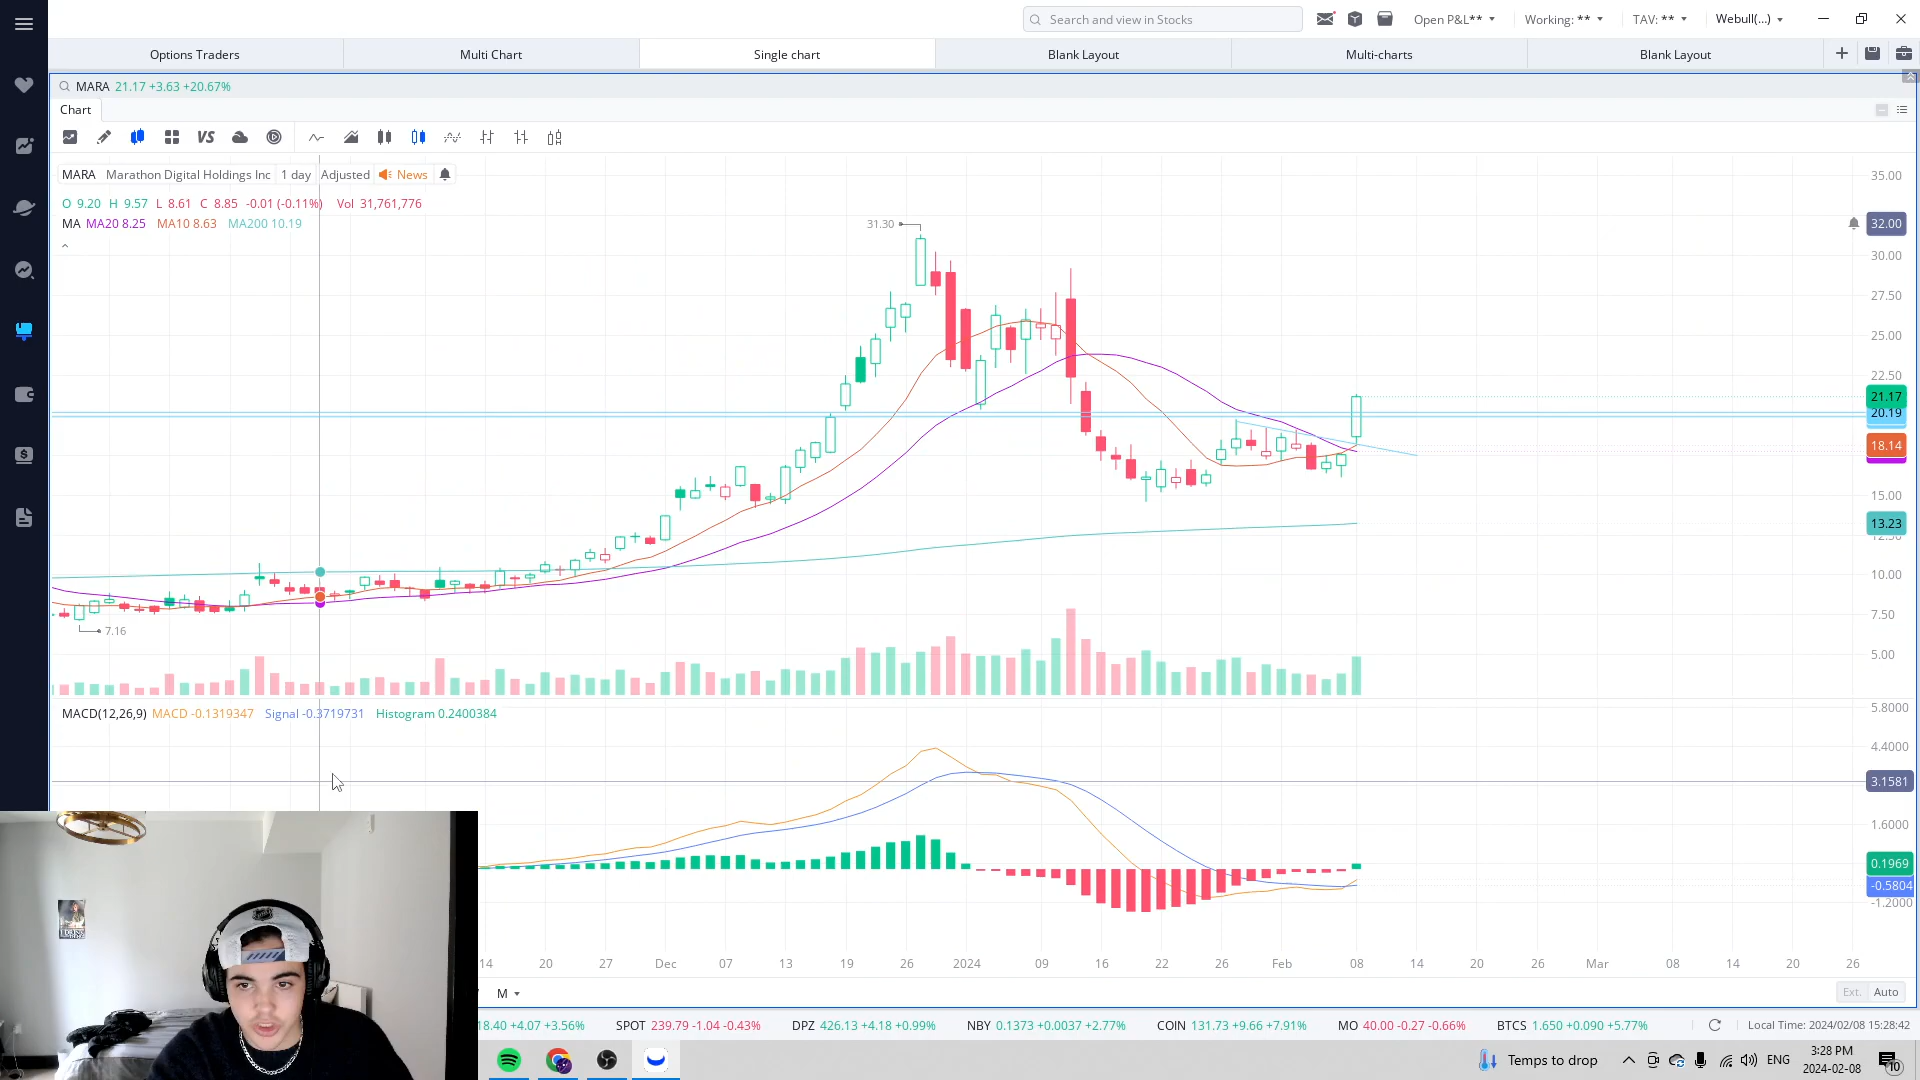 Search and view in Stocks
Open P&L**
Working: **
TAV: **
Webull(...)
Options Traders
Multi Chart
Single chart
Blank Layout
Multi-charts
Blank Layout
MARA 21.17 +3.63 +20.67%
Chart
VS
MARA Marathon Digital Holdings Inc 1 day Adjusted News
O 9.20 H 9.57 L 8.61 C 8.85 -0.01 (-0.11%) Vol 31,761,776
MA MA20 8.25 MA10 8.63 MA200 10.19
31.30
7.16
35.00
32.00
30.00
27.50
25.00
22.50
21.17
20.19
18.14
15.00
13.23
12.50
10.00
7.50
5.00
MACD(12,26,9) MACD -0.1319347 Signal -0.3719731 Histogram 0.2400384
5.8000
4.4000
3.1581
1.6000
0.1969
-0.5804
-1.2000
14 20 27 Dec 07 13 19 26 2024 09 16 22 26 Feb 08 14 20 26 Mar 08 14 20 26
M
Ext. Auto
18.40 +4.07 +3.56% SPOT 239.79 -1.04 -0.43% DPZ 426.13 +4.18 +0.99% NBY 0.1373 +0.0037 +2.77% COIN 131.73 +9.66 +7.91% MO 40.00 -0.27 -0.66% BTCS 1.650 +0.090 +5.77%
Local Time: 2024/02/08 15:28:42
Temps to drop
ENG
3:28 PM
2024-02-08
10